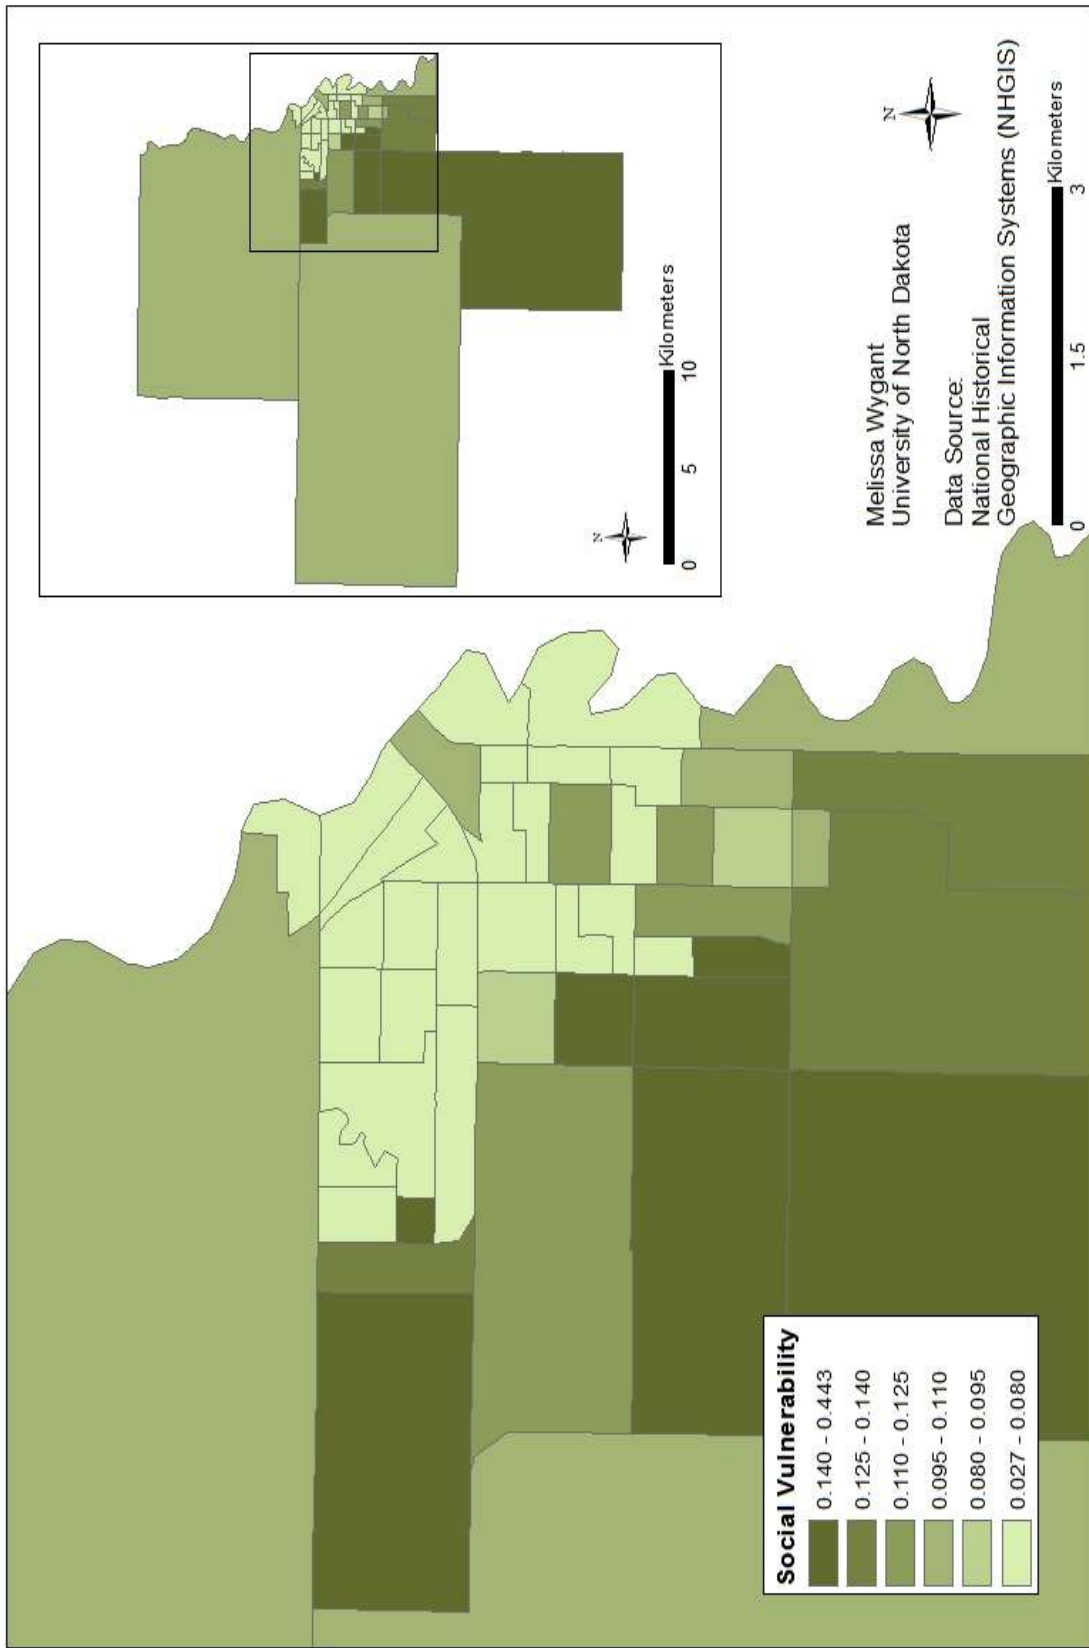 N
0 5 10 Kilometers
N
Melissa Wygant
University of North Dakota
Data Source:
National Historical
Geographic Information Systems (NHGIS)
0 1.5 3 Kilometers
Social Vulnerability
0.140 - 0.443
0.125 - 0.140
0.110 - 0.125
0.095 - 0.110
0.080 - 0.095
0.027 - 0.080